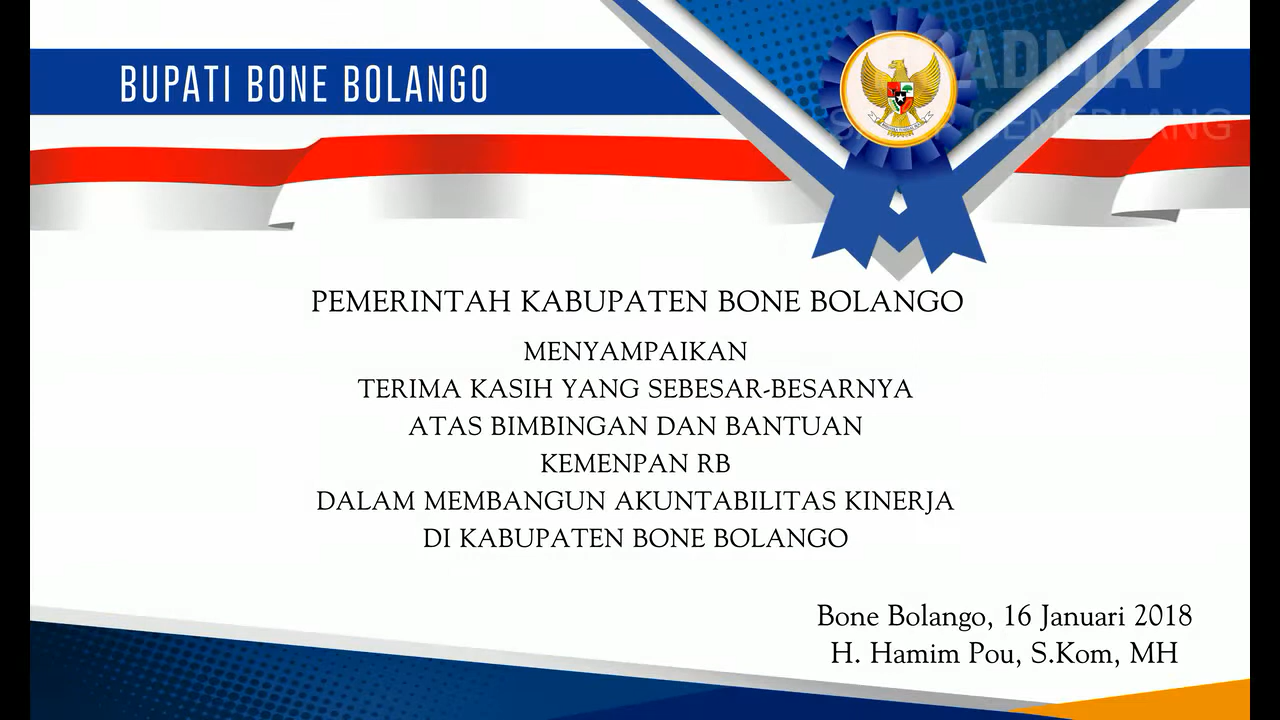 BUPATI BONE BOLANGO
PEMERINTAH KABUPATEN BONE BOLANGO
MENYAMPAIKAN
TERIMA KASIH YANG SEBESAR-BESARNYA
ATAS BIMBINGAN DAN BANTUAN
KEMENPAN RB
DALAM MEMBANGUN AKUNTABILITAS KINERJA
DI KABUPATEN BONE BOLANGO
Bone Bolango, 16 Januari 2018
H. Hamim Pou, S.Kom, MH